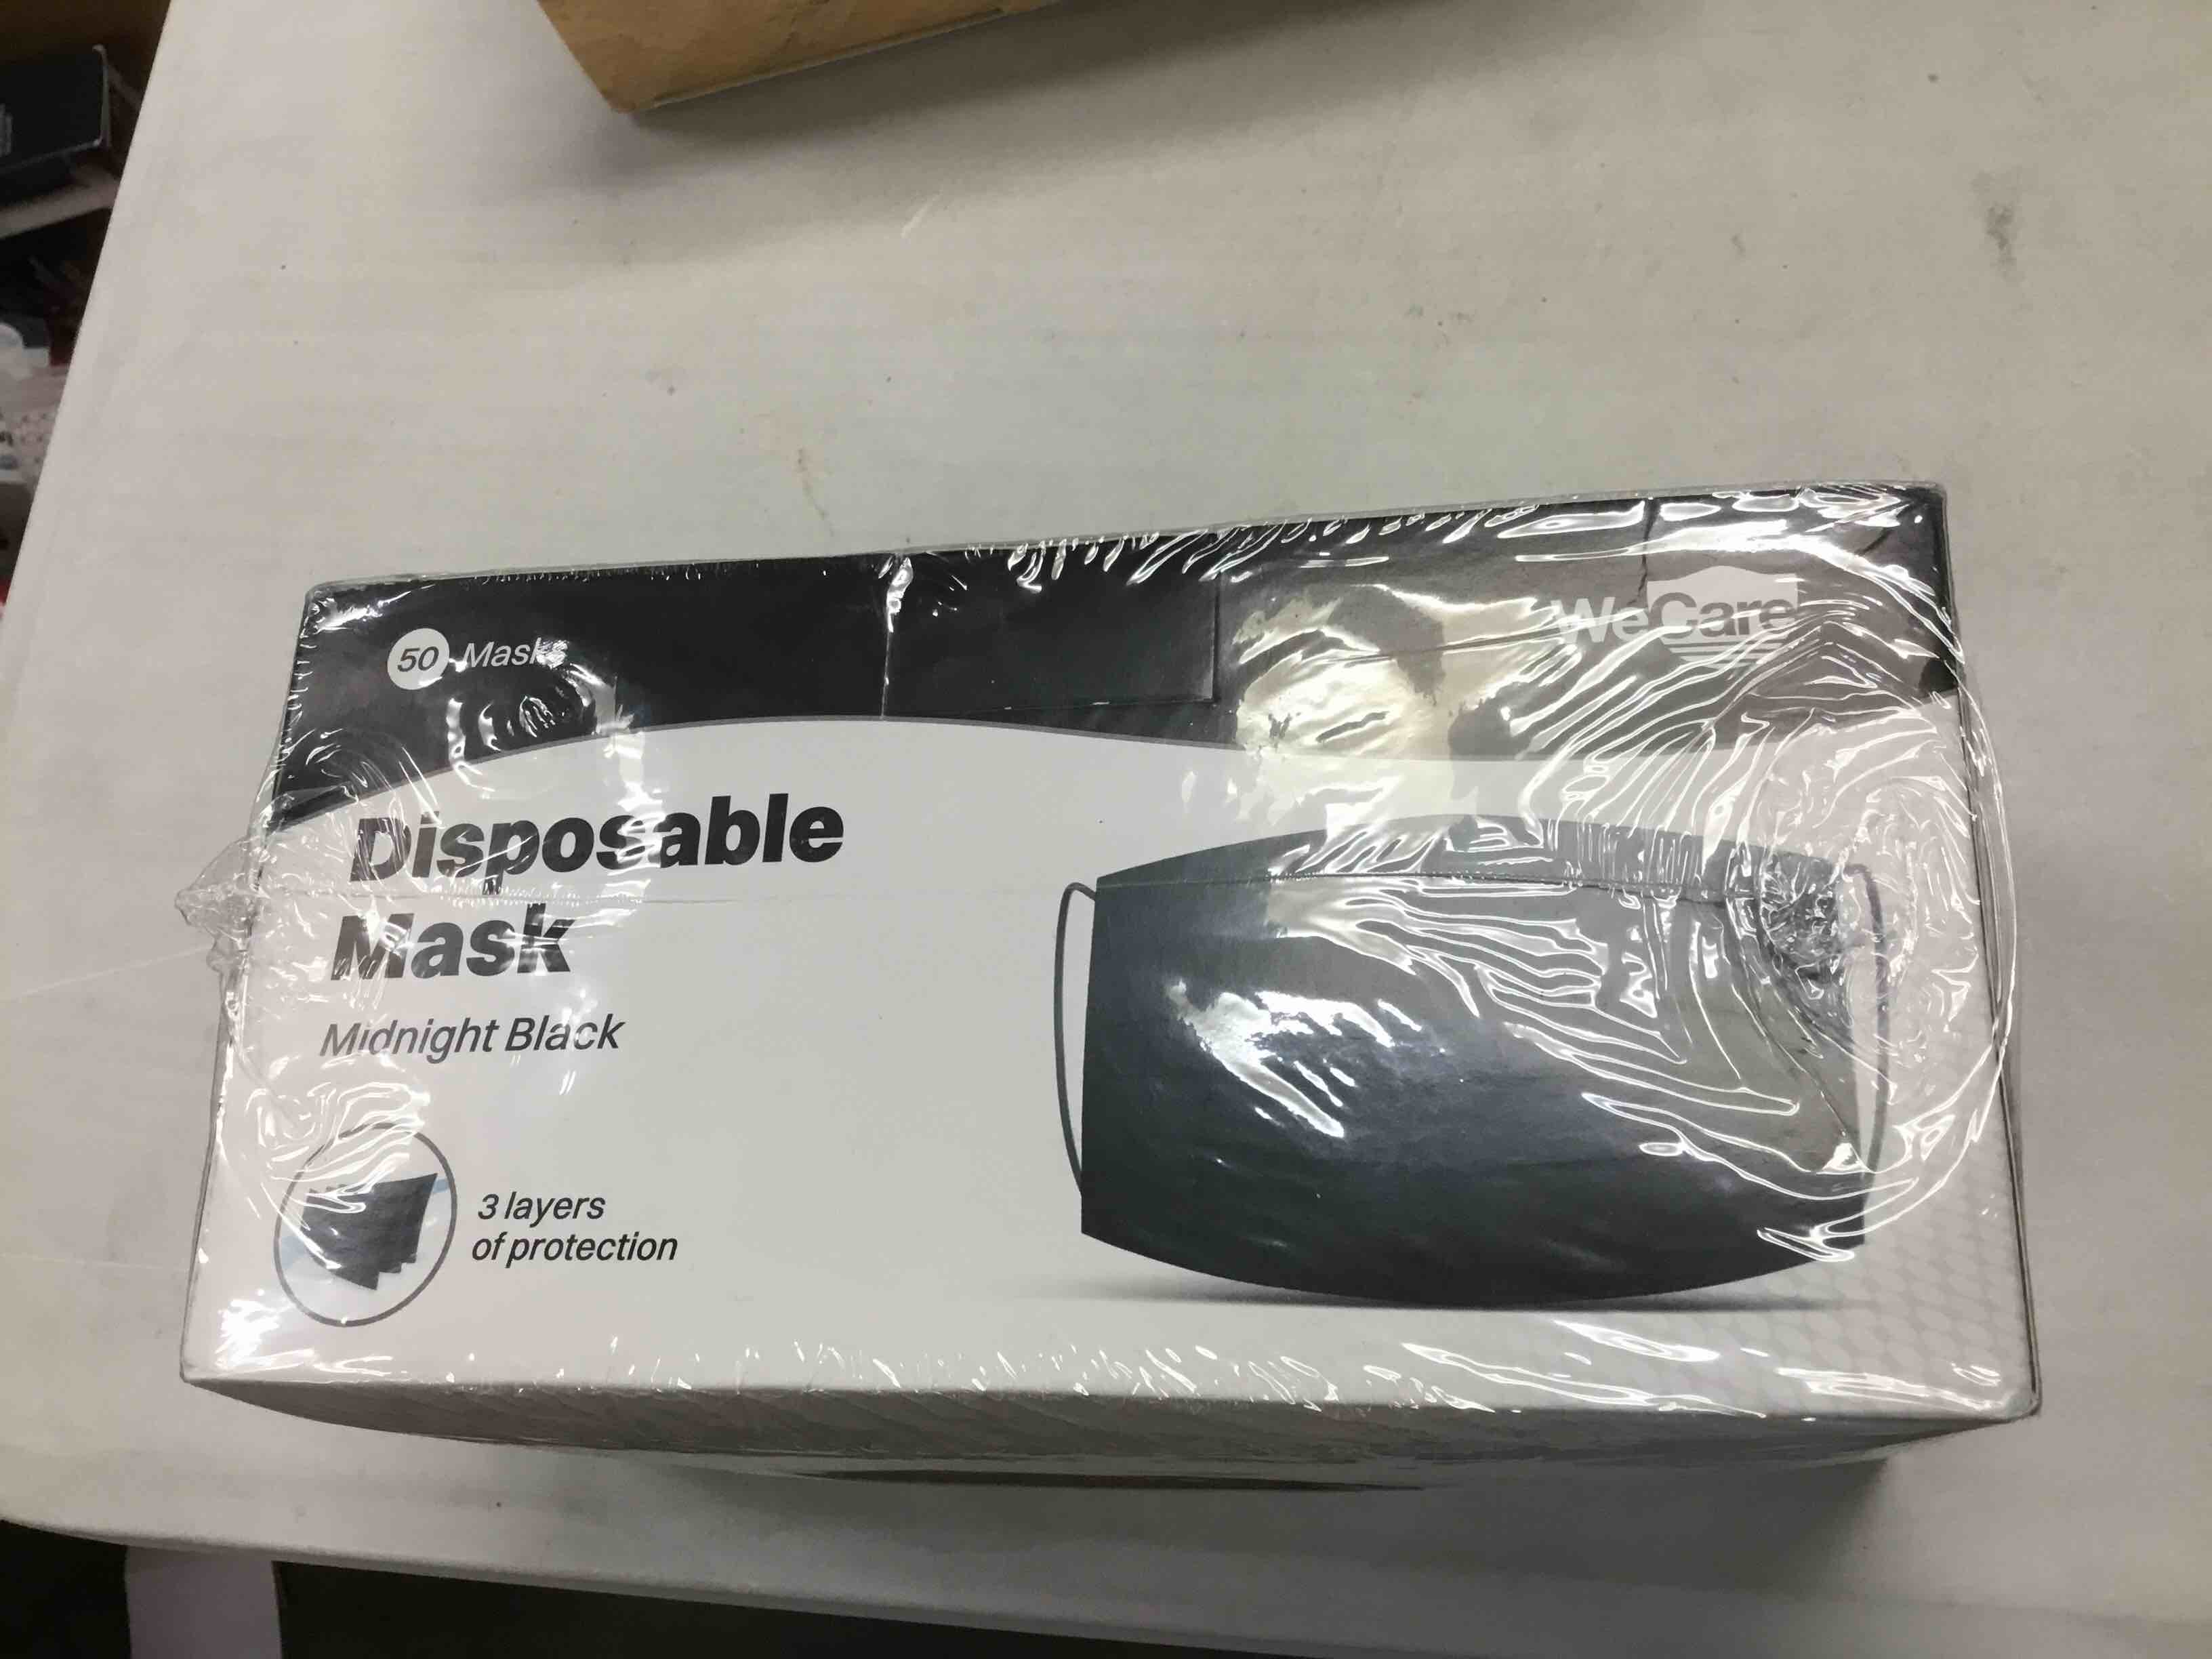 50 Masks
WeCare
Disposable
Mask
Midnight Black
3 layers
of protection